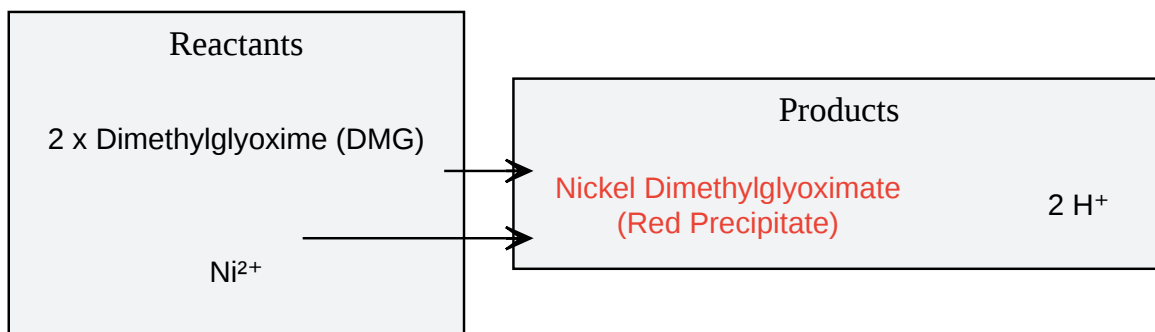 Reactants
2 x Dimethylglyoxime (DMG)
Ni²⁺
Products
Nickel Dimethylglyoximate
(Red Precipitate)
2 H⁺